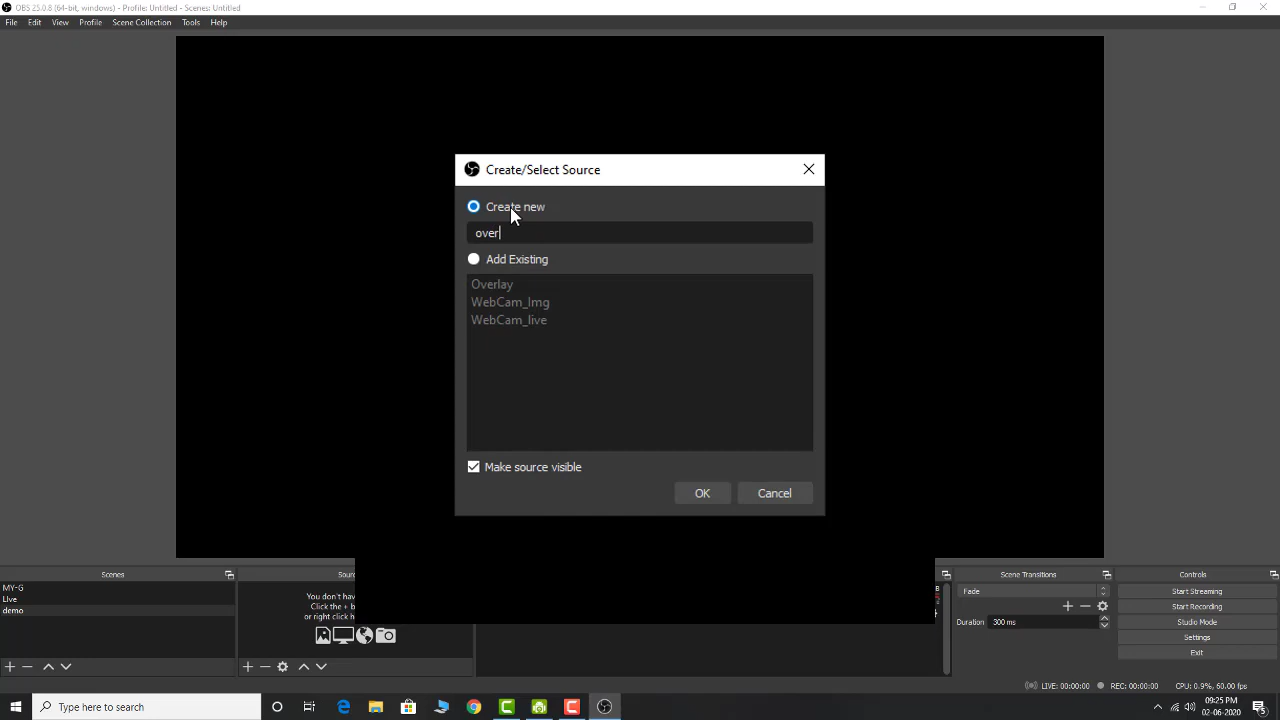 OBS 25.0.8 (64-bit, windows) - Profile: Untitled - Scenes: Untitled
File Edit View Profile Scene Collection Tools Help
Create/Select Source
Create new
over
Add Existing
Overlay
WebCam_Img
WebCam_live
Make source visible
OK Cancel
Scenes
MY-G
Live
demo
Sour
You don't hav
Click the + b
or right click h
Scene Transitions
Fade
Duration 300 ms
Controls
Start Streaming
Start Recording
Studio Mode
Settings
Exit
LIVE: 00:00:00 REC: 00:00:00 CPU: 0.9%, 60.00 fps
Type here to search
09:25 PM
02-06-2020